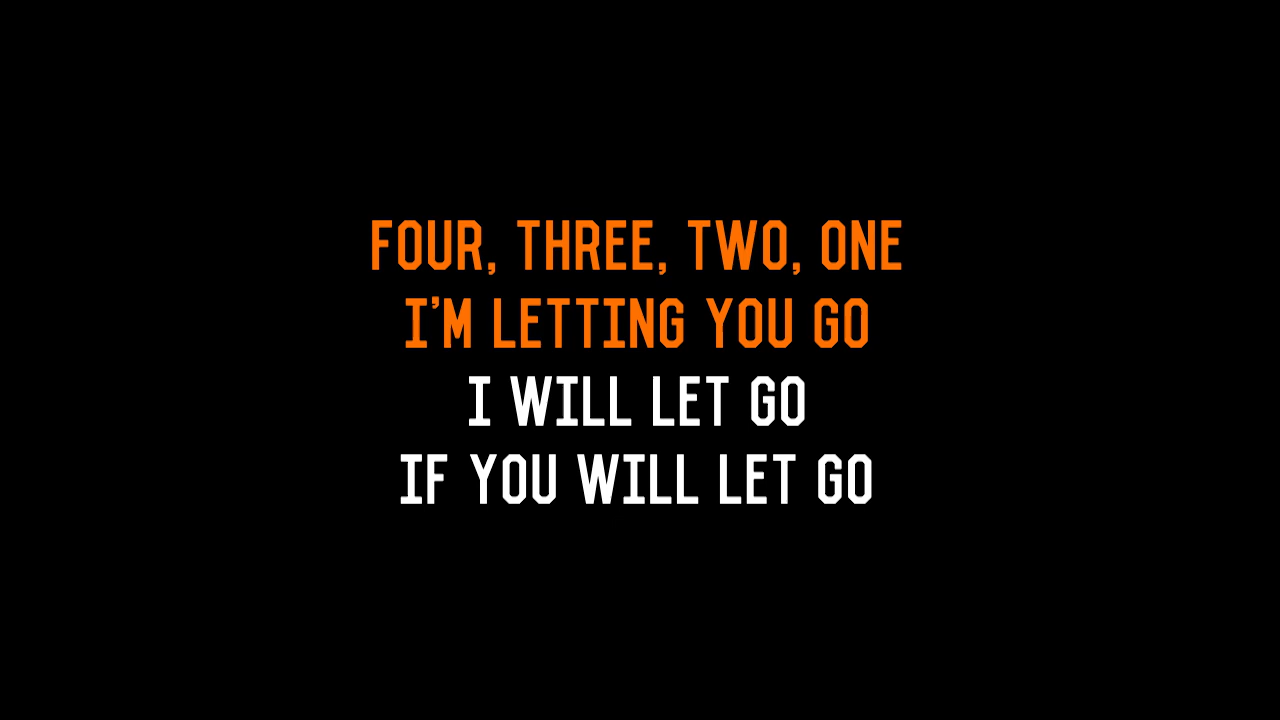 FOUR, THREE, TWO, ONE
I'M LETTING YOU GO
I WILL LET GO
IF YOU WILL LET GO